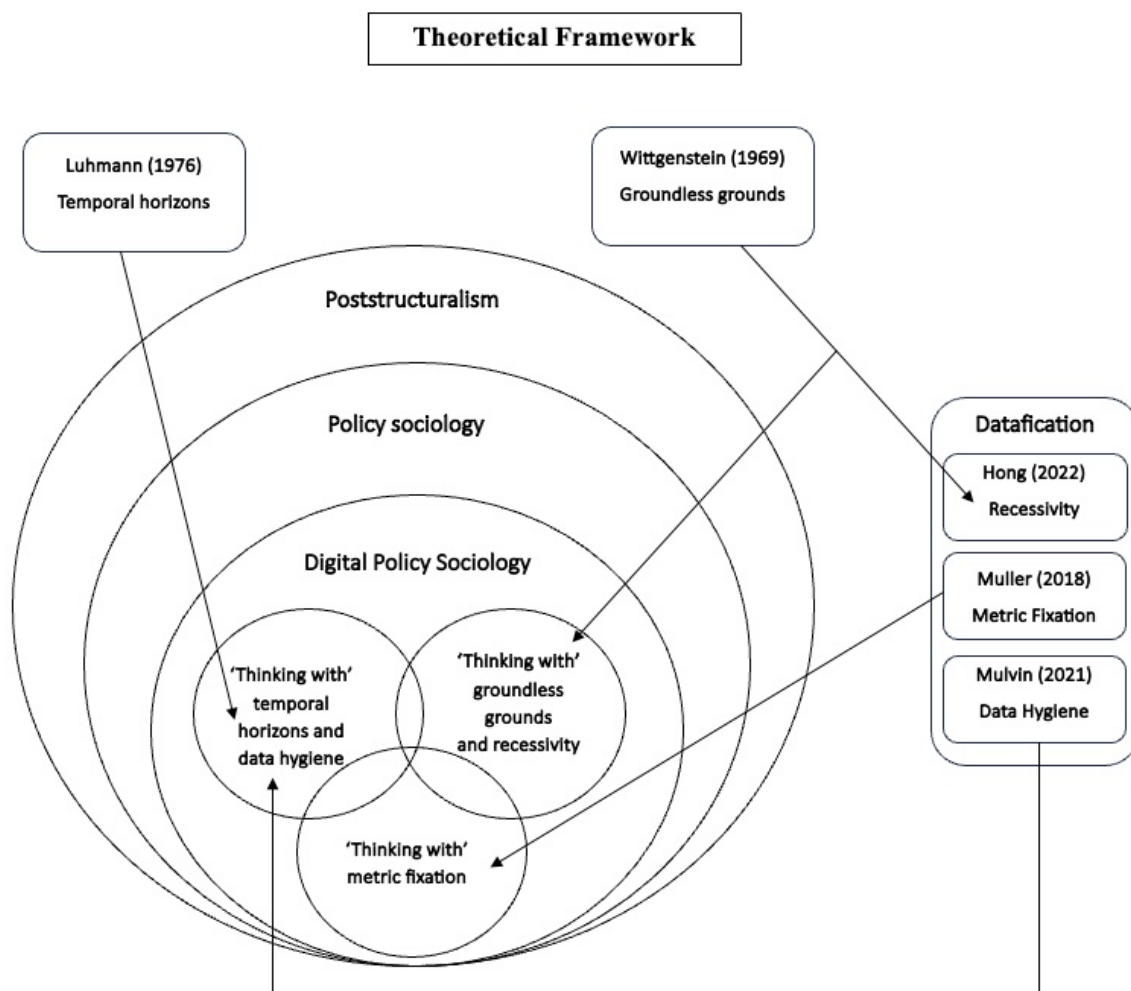 Theoretical Framework
Luhmann (1976)
Temporal horizons
Wittgenstein (1969)
Groundless grounds
Poststructuralism
Policy sociology
Digital Policy Sociology
‘Thinking with’
temporal
horizons and
data hygiene
‘Thinking with’
groundless
grounds
and recessivity
‘Thinking with’
metric fixation
Datafication
Hong (2022)
Recessivity
Muller (2018)
Metric Fixation
Mulvin (2021)
Data Hygiene